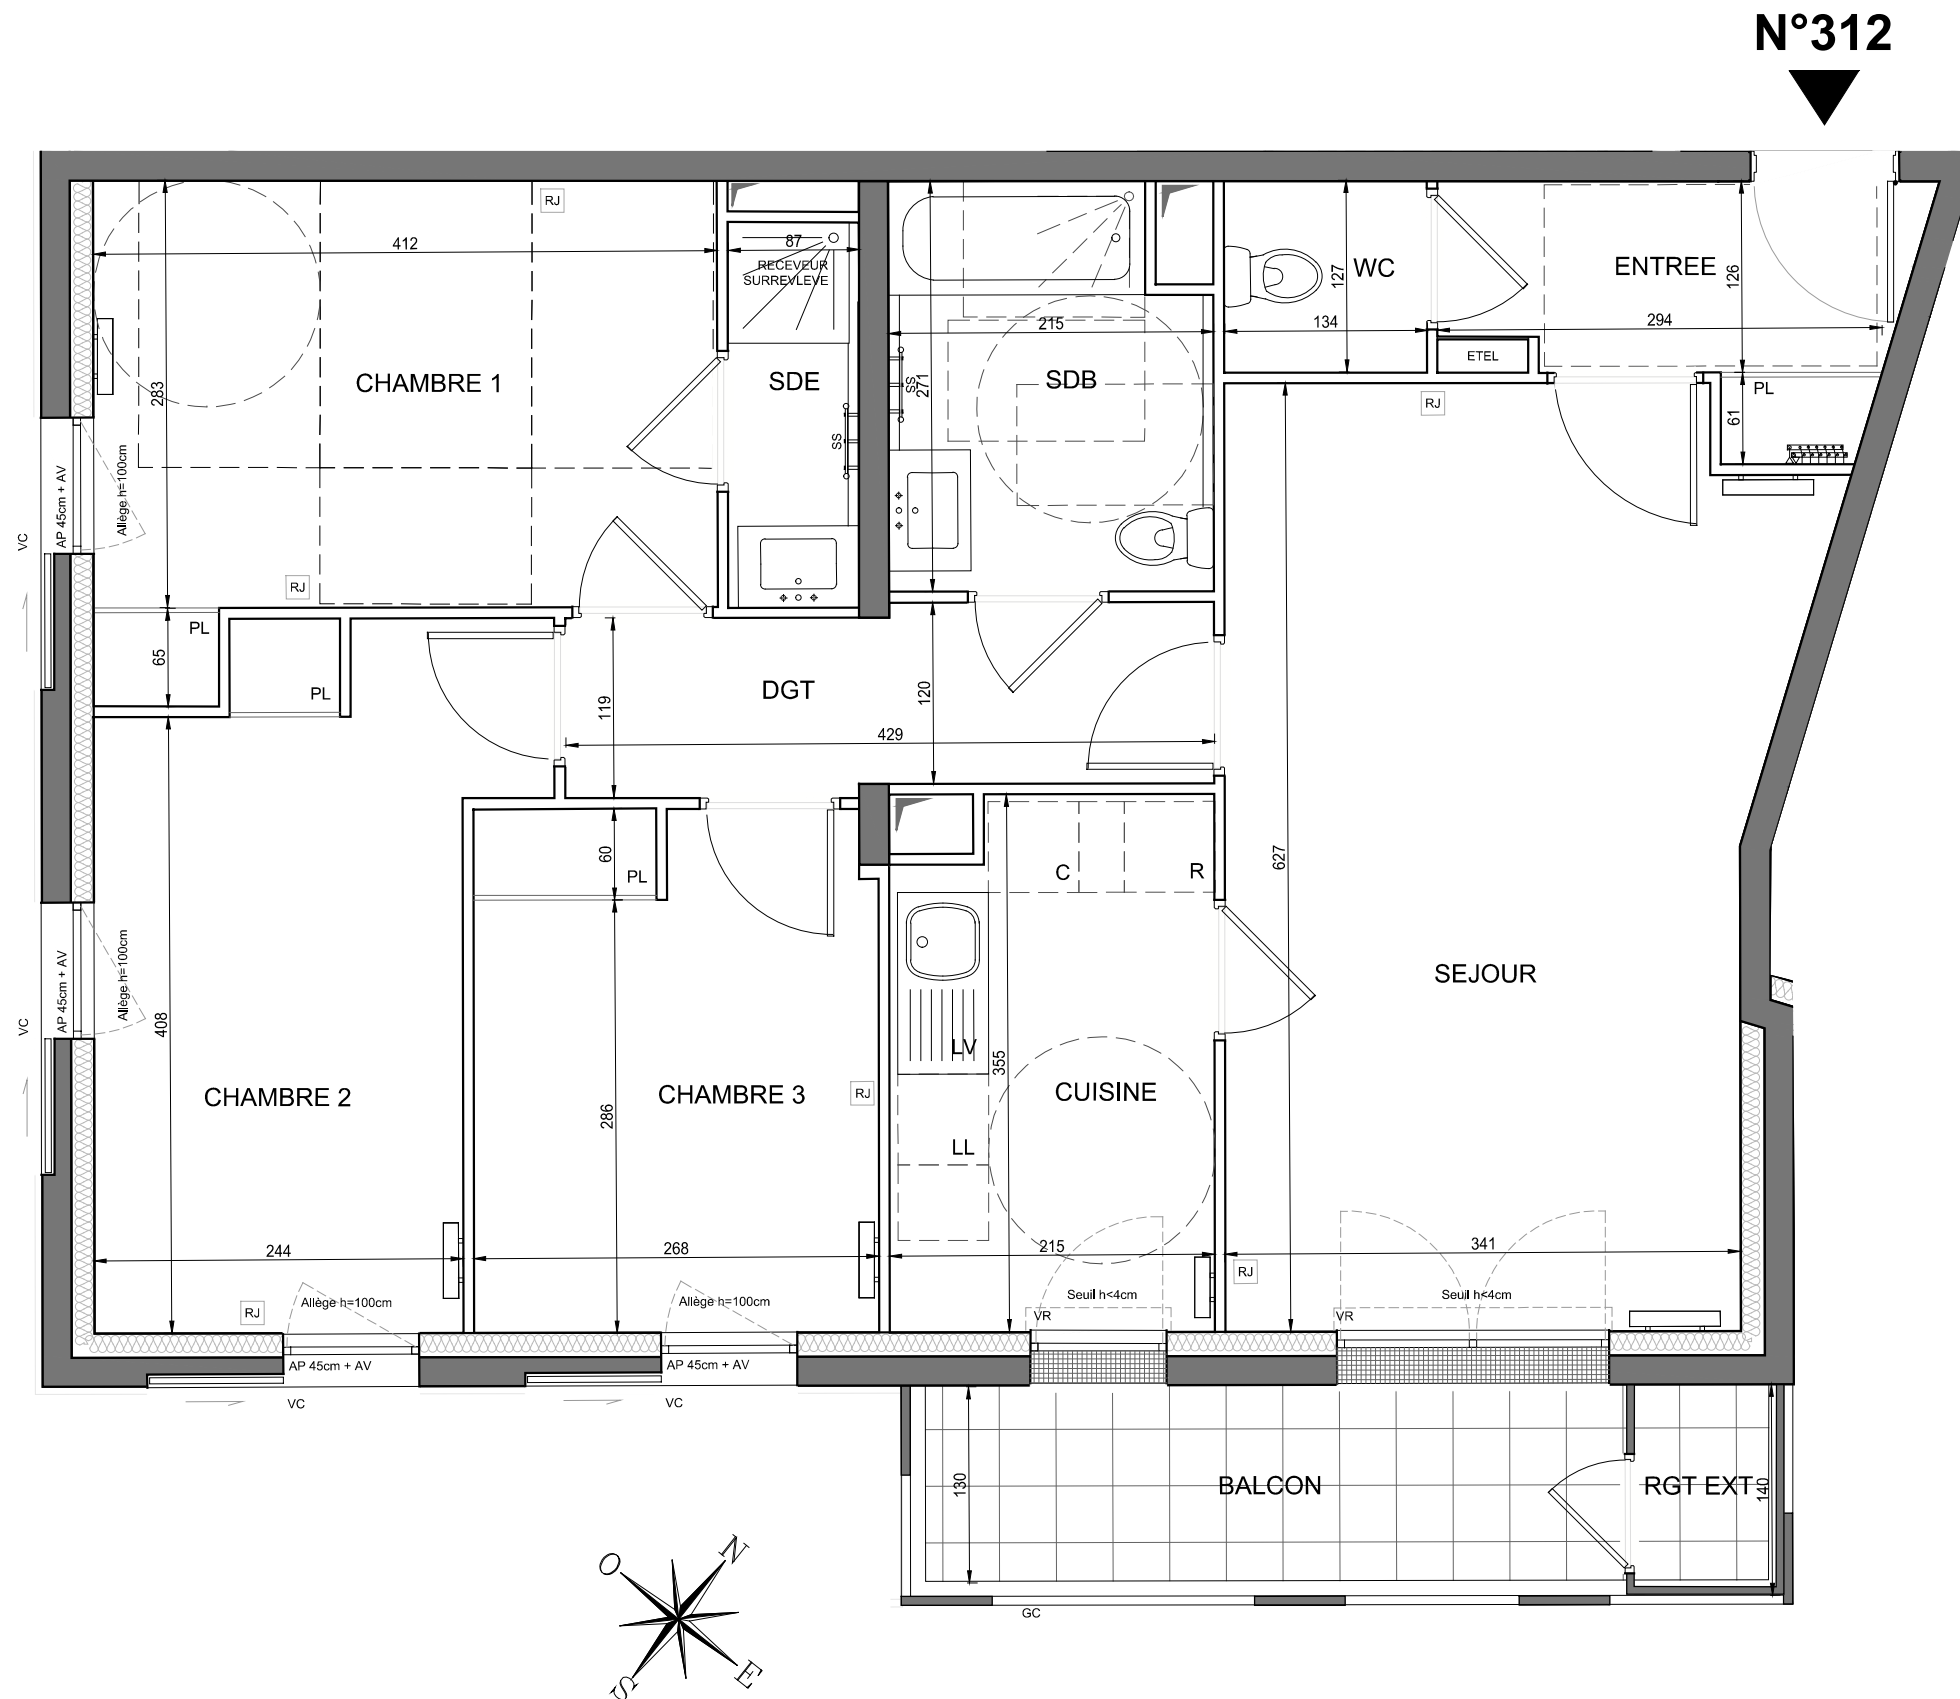 N°312
RJ
412
87
RECEVEUR
SURREVLEVE
283
CHAMBRE 1
SDE
SS
215
SS
271
SDB
127
WC
134
ENTREE
126
294
ETEL
PL
61
RJ
VC
AP 45cm + AV
Allège h=100cm
RJ
PL
65
PL
119
DGT
120
429
60
PL
C
R
627
SEJOUR
VC
AP 45cm + AV
Allège h=100cm
408
CHAMBRE 2
CHAMBRE 3
286
RJ
LV
355
CUISINE
LL
244
268
215
341
RJ
RJ
Allège h=100cm
Allège h=100cm
Seuil h<4cm
Seuil h<4cm
VR
VR
AP 45cm + AV
AP 45cm + AV
VC
VC
130
BALCON
RGT EXT
140
GC
N
O
S
E